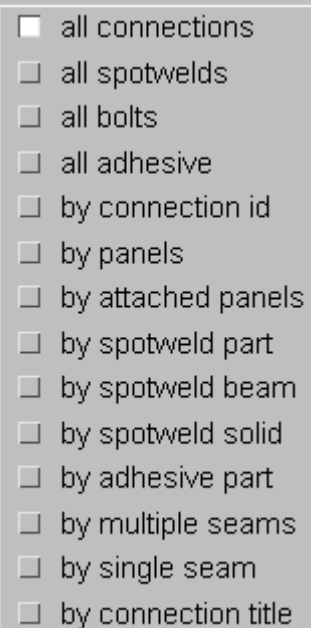 all connections
all spotwelds
all bolts
all adhesive
by connection id
by panels
by attached panels
by spotweld part
by spotweld beam
by spotweld solid
by adhesive part
by multiple seams
by single seam
by connection title